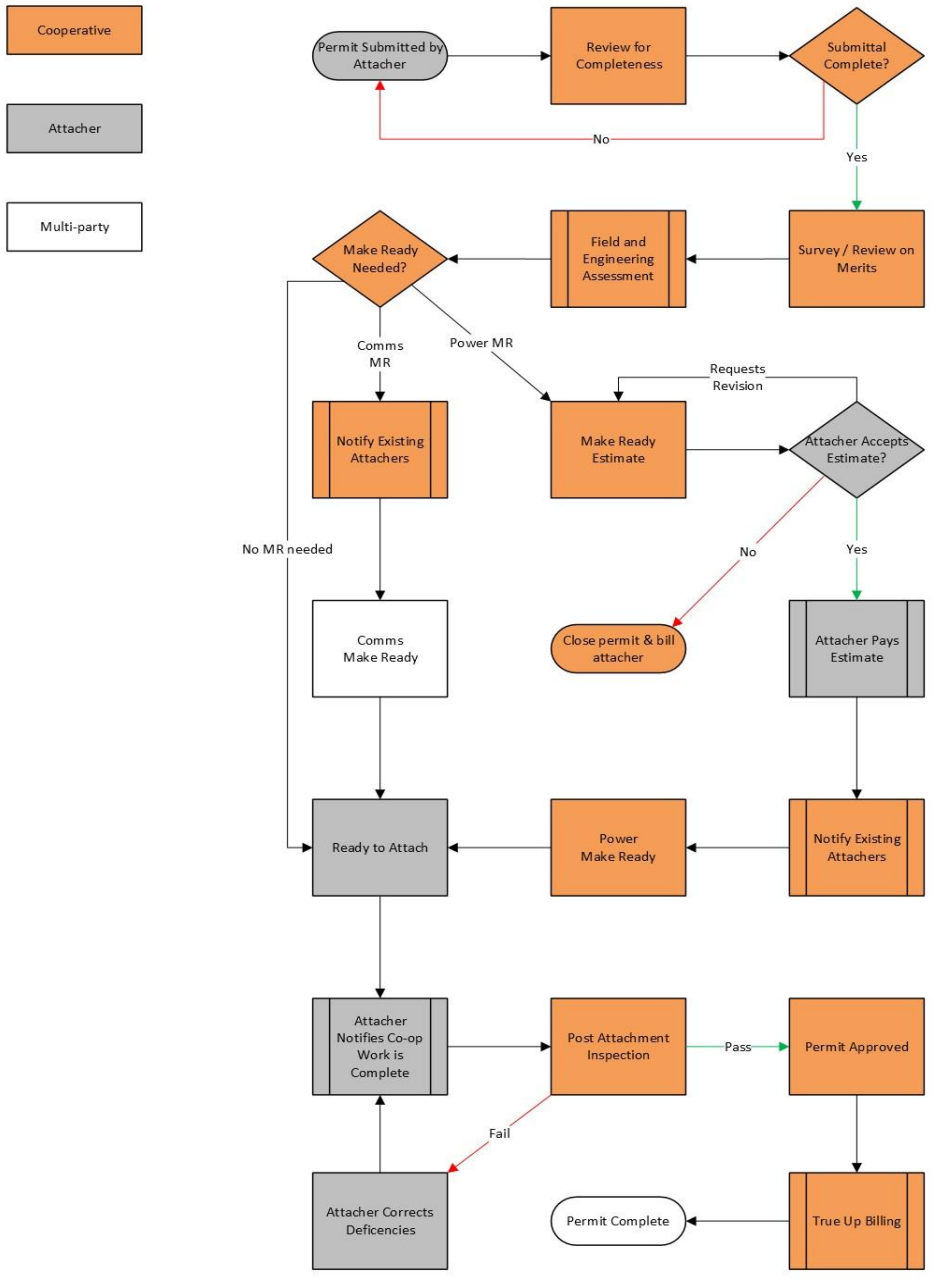 Cooperative
Attacher
Multi-party
Permit Submitted by
Attacher
Review for
Completeness
Submittal
Complete?
No
Yes
Make Ready
Needed?
Field and
Engineering
Assessment
Survey / Review on
Merits
Comms
MR
Power MR
Requests
Revision
Notify Existing
Attachers
Make Ready
Estimate
Attacher Accepts
Estimate?
No MR needed
No
Yes
Comms
Make Ready
Close permit & bill
attacher
Attacher Pays
Estimate
Ready to Attach
Power
Make Ready
Notify Existing
Attachers
Attacher
Notifies Co-op
Work is
Complete
Post Attachment
Inspection
Pass
Permit Approved
Fail
Attacher Corrects
Deficencies
Permit Complete
True Up Billing